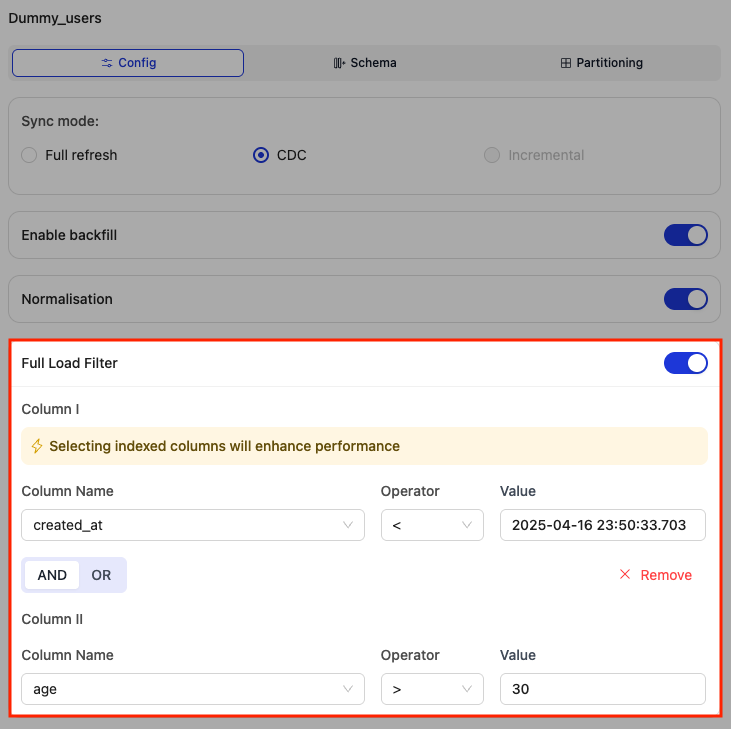 Dummy_users
Config Schema Partitioning
Sync mode:
Full refresh CDC Incremental
Enable backfill
Normalisation
Full Load Filter
Column I
Selecting indexed columns will enhance performance
Column Name Operator Value
created_at < 2025-04-16 23:50:33.703
AND OR Remove
Column II
Column Name Operator Value
age > 30